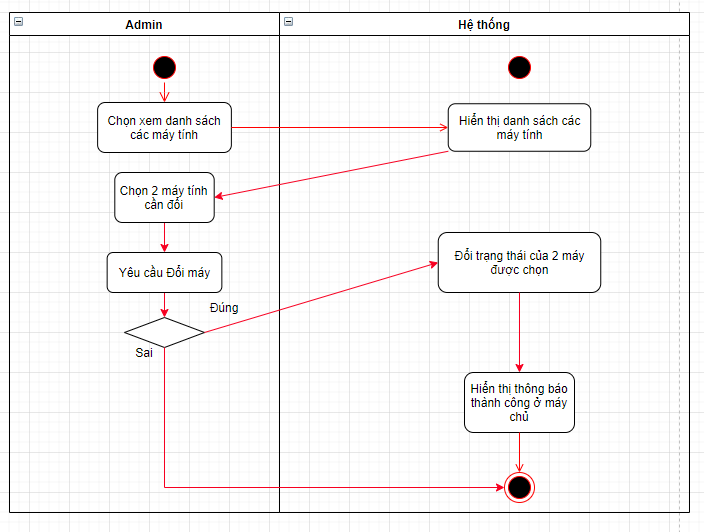 Admin
Hệ thống
Chọn xem danh sách
các máy tính
Hiển thị danh sách các
máy tính
Chọn 2 máy tính
cần đổi
Yêu cầu Đổi máy
Đổi trạng thái của 2 máy
được chọn
Đúng
Sai
Hiển thị thông báo
thành công ở máy
chủ